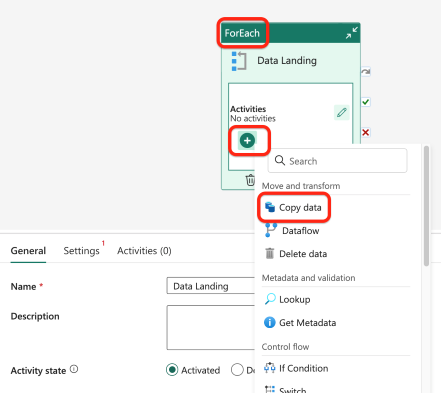 ForEach
Data Landing
Activities
No activities
Search
Move and transform
Copy data
Dataflow
Delete data
Metadata and validation
Lookup
Get Metadata
Control flow
If Condition
Switch
General Settings 1 Activities (0)
Name * Data Landing
Description
Activity state Activated